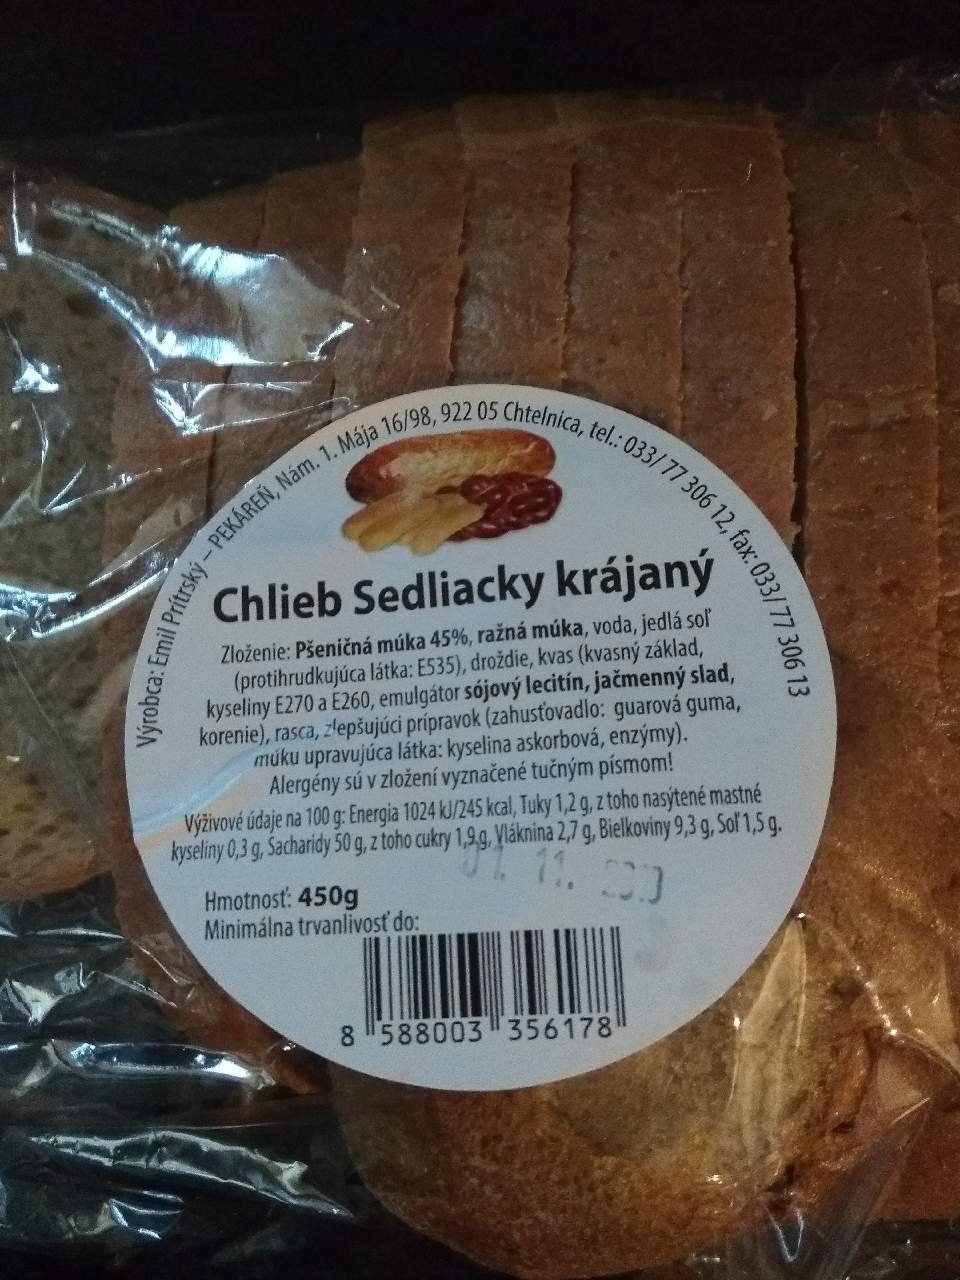 Výrobca: Emil Prítrský – PEKÁREŇ, Nám. 1. Mája 16/98, 922 05 Chtelnica, tel.: 033/ 77 306 12, fax: 033/ 77 306 13
Chlieb Sedliacky krájaný
Zloženie: Pšeničná múka 45%, ražná múka, voda, jedlá soľ
(protihrudkujúca látka: E535), droždie, kvas (kvasný základ,
kyseliny E270 a E260, emulgátor sójový lecitín, jačmenný slad,
korenie), rasca, zlepšujúci prípravok (zahusťovadlo: guarová guma,
múku upravujúca látka: kyselina askorbová, enzýmy).
Alergény sú v zložení vyznačené tučným písmom!
Výživové údaje na 100 g: Energia 1024 kJ/245 kcal, Tuky 1,2 g, z toho nasýtené mastné
kyseliny 0,3 g, Sacharidy 50 g, z toho cukry 1,9 g, Vláknina 2,7 g, Bielkoviny 9,3 g, Soľ 1,5 g.
Hmotnosť: 450g
Minimálna trvanlivosť do:
8 588003 356178